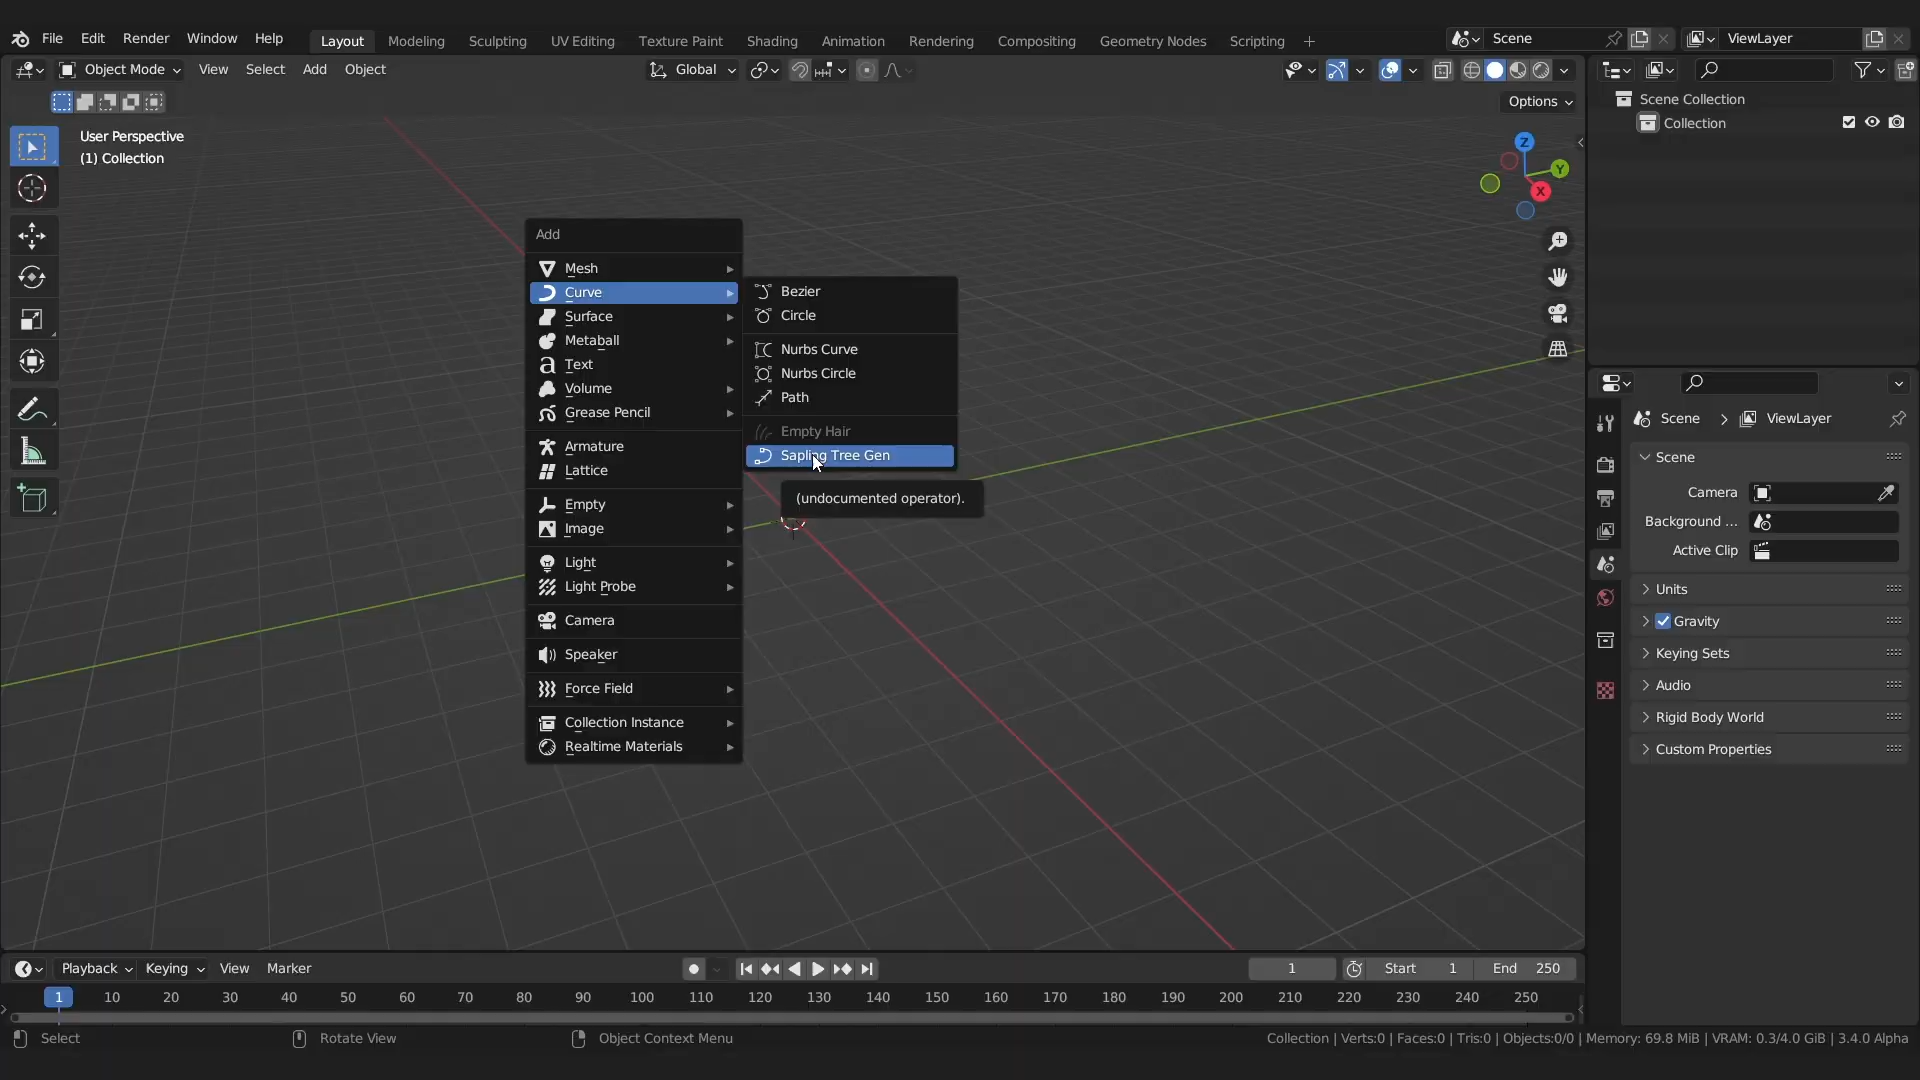 File Edit Render Window Help
Layout Modeling Sculpting UV Editing Texture Paint Shading Animation Rendering Compositing Geometry Nodes Scripting +
Scene
ViewLayer
Object Mode View Select Add Object
Global
Options
User Perspective
(1) Collection
Z
Y
X
Add
Mesh
Curve
Surface
Metaball
Text
Volume
Grease Pencil
Armature
Lattice
Empty
Image
Light
Light Probe
Camera
Speaker
Force Field
Collection Instance
Realtime Materials
Bezier
Circle
Nurbs Curve
Nurbs Circle
Path
Empty Hair
Sapling Tree Gen
(undocumented operator).
Scene Collection
Collection
Scene ViewLayer
Scene
Camera
Background ...
Active Clip
Units
Gravity
Keying Sets
Audio
Rigid Body World
Custom Properties
Playback Keying View Marker
1 Start 1 End 250
1 10 20 30 40 50 60 70 80 90 100 110 120 130 140 150 160 170 180 190 200 210 220 230 240 250
Select Rotate View Object Context Menu
Collection | Verts:0 | Faces:0 | Tris:0 | Objects:0/0 | Memory: 69.8 MiB | VRAM: 0.3/4.0 GiB | 3.4.0 Alpha